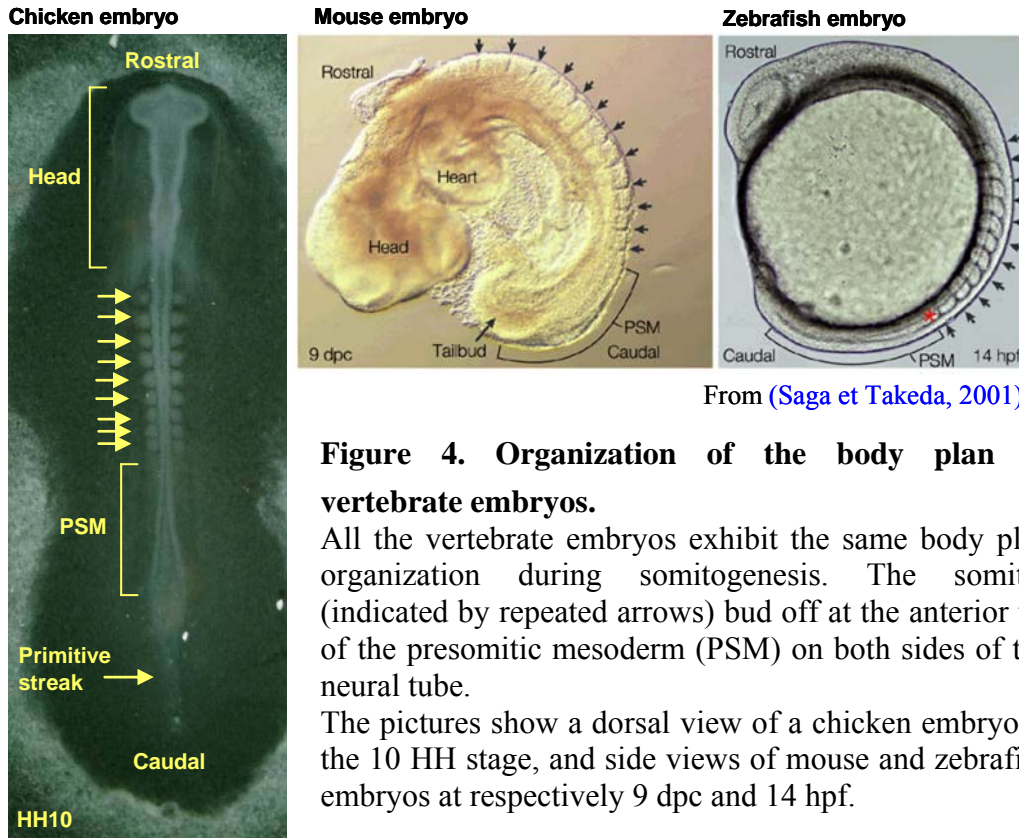 Chicken embryo
Mouse embryo
Zebrafish embryo
Rostral
Head
PSM
Primitive
streak
Caudal
HH10
Rostral
Heart
Head
Tailbud
PSM
Caudal
9 dpc
Rostral
*
Caudal
PSM
14 hpf
From (Saga et Takeda, 2001)
Figure 4. Organization of the body plan
vertebrate embryos.
All the vertebrate embryos exhibit the same body
organization during somitogenesis. The
(indicated by repeated arrows) bud off at the anterior
of the presomitic mesoderm (PSM) on both sides of
neural tube.
The pictures show a dorsal view of a chicken embryo
the 10 HH stage, and side views of mouse and
embryos at respectively 9 dpc and 14 hpf.